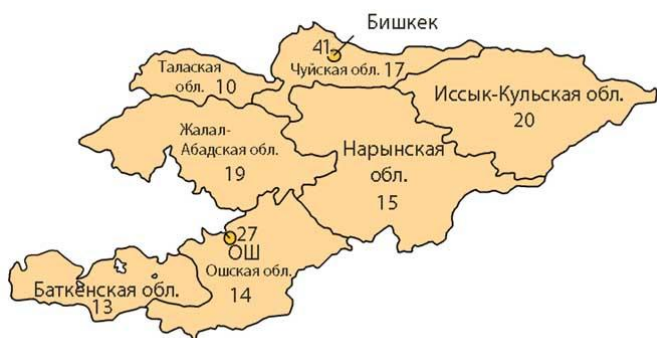 Бишкек
41
Чуйская обл. 17
Талаская
обл. 10
Иссык-Кульская обл.
20
Жалал-
Абадская обл.
19
Нарынская
обл.
15
27
ОШ
Ошская обл.
14
Баткенская обл.
13